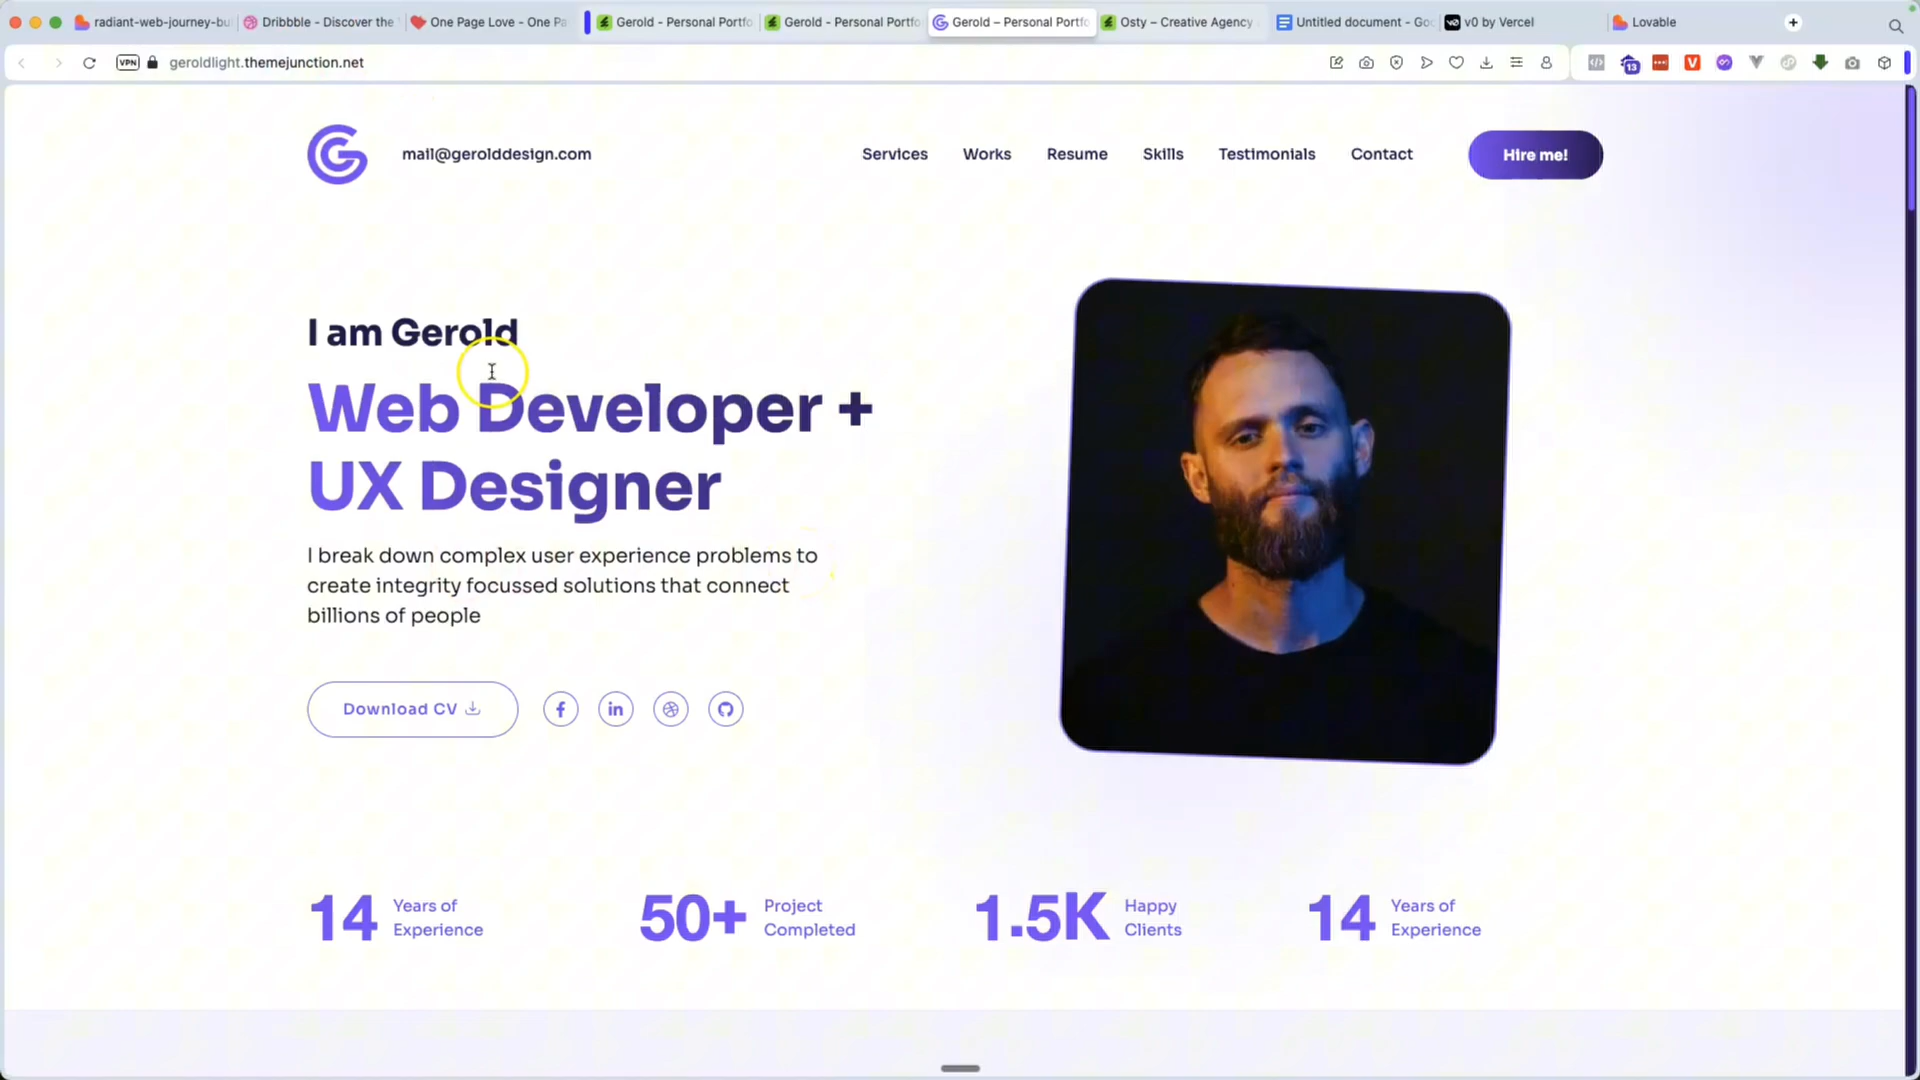 radiant-web-journey-bu
Dribbble - Discover the
One Page Love - One Pa
Gerold - Personal Portfo
Gerold - Personal Portfo
Gerold – Personal Portfo
Osty – Creative Agency
Untitled document - Goo
v0 by Vercel
Lovable
VPN
geroldlight.themejunction.net
13
mail@gerolddesign.com
Services
Works
Resume
Skills
Testimonials
Contact
Hire me!
I am Gerold
Web Developer +
UX Designer
I break down complex user experience problems to
create integrity focussed solutions that connect
billions of people
Download CV
14
Years of
Experience
50+
Project
Completed
1.5K
Happy
Clients
14
Years of
Experience